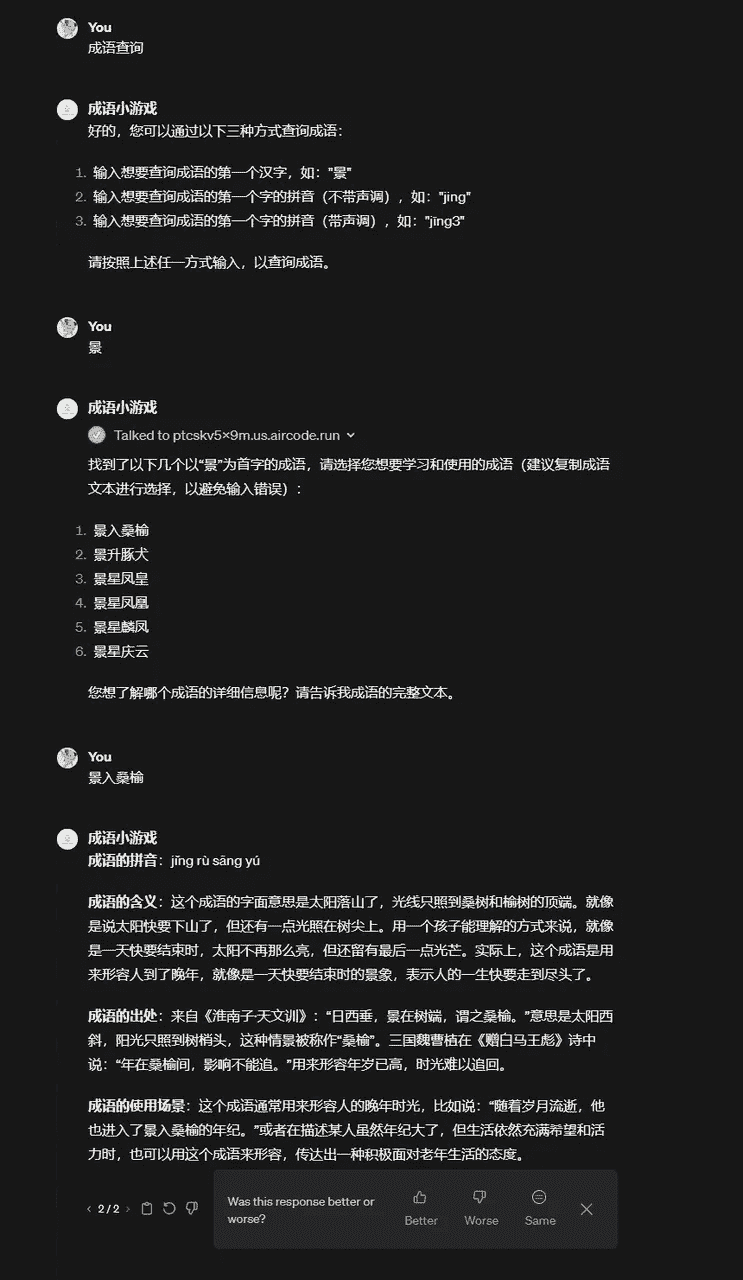 You
成语查询
成语小游戏
好的，您可以通过以下三种方式查询成语：
1. 输入想要查询成语的第一个汉字，如："景"
2. 输入想要查询成语的第一个字的拼音（不带声调），如："jing"
3. 输入想要查询成语的第一个字的拼音（带声调），如："jīng3"
请按照上述任一方式输入，以查询成语。
You
景
成语小游戏
Talked to ptcskv5x9m.us.aircode.run
找到了以下几个以“景”为首字的成语，请选择您想要学习和使用的成语（建议复制成语
文本进行选择，以避免输入错误）：
1. 景入桑榆
2. 景升豚犬
3. 景星凤皇
4. 景星凤凰
5. 景星麟凤
6. 景星庆云
您想了解哪个成语的详细信息呢？请告诉我成语的完整文本。
You
景入桑榆
成语小游戏
成语的拼音：jǐng rù sāng yú
成语的含义：这个成语的字面意思是太阳落山了，光线只照到桑树和榆树的顶端。就像
是说太阳快要下山了，但还有一点光照在树尖上。用一个孩子能理解的方式来说，就像
是一天快要结束时，太阳不再那么亮，但还留有最后一点光芒。实际上，这个成语是用
来形容人到了晚年，就像是一天快要结束时的景象，表示人的一生快要走到尽头了。
成语的出处：来自《淮南子·天文训》：“日西垂，景在树端，谓之桑榆。”意思是太阳西
斜，阳光只照到树梢头，这种情景被称作“桑榆”。三国魏曹植在《赠白马王彪》诗中
说：“年在桑榆间，影响不能追。”用来形容年岁已高，时光难以追回。
成语的使用场景：这个成语通常用来形容人的晚年时光，比如说：“随着岁月流逝，他
也进入了景入桑榆的年纪。”或者在描述某人虽然年纪大了，但生活依然充满希望和活
力时，也可以用这个成语来形容，传达出一种积极面对老年生活的态度。
2/2
Was this response better or
worse?
Better
Worse
Same